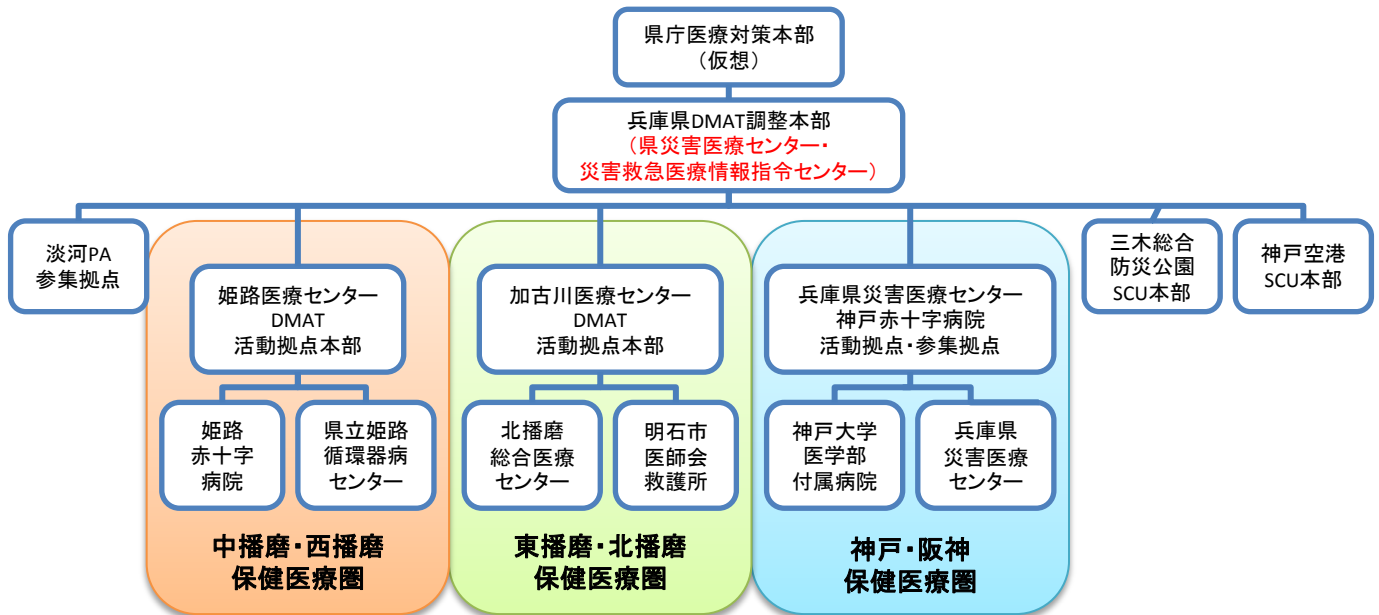 県庁医療対策本部
（仮想）
兵庫県DMAT調整本部
（県災害医療センター・
災害救急医療情報指令センター）
淡河PA
参集拠点
姫路医療センター
DMAT
活動拠点本部
加古川医療センター
DMAT
活動拠点本部
兵庫県災害医療センター
神戸赤十字病院
活動拠点・参集拠点
三木総合
防災公園
SCU本部
神戸空港
SCU本部
姫路
赤十字
病院
県立姫路
循環器病
センター
北播磨
総合医療
センター
明石市
医師会
救護所
神戸大学
医学部
付属病院
兵庫県
災害医療
センター
中播磨・西播磨
保健医療圏
東播磨・北播磨
保健医療圏
神戸・阪神
保健医療圏